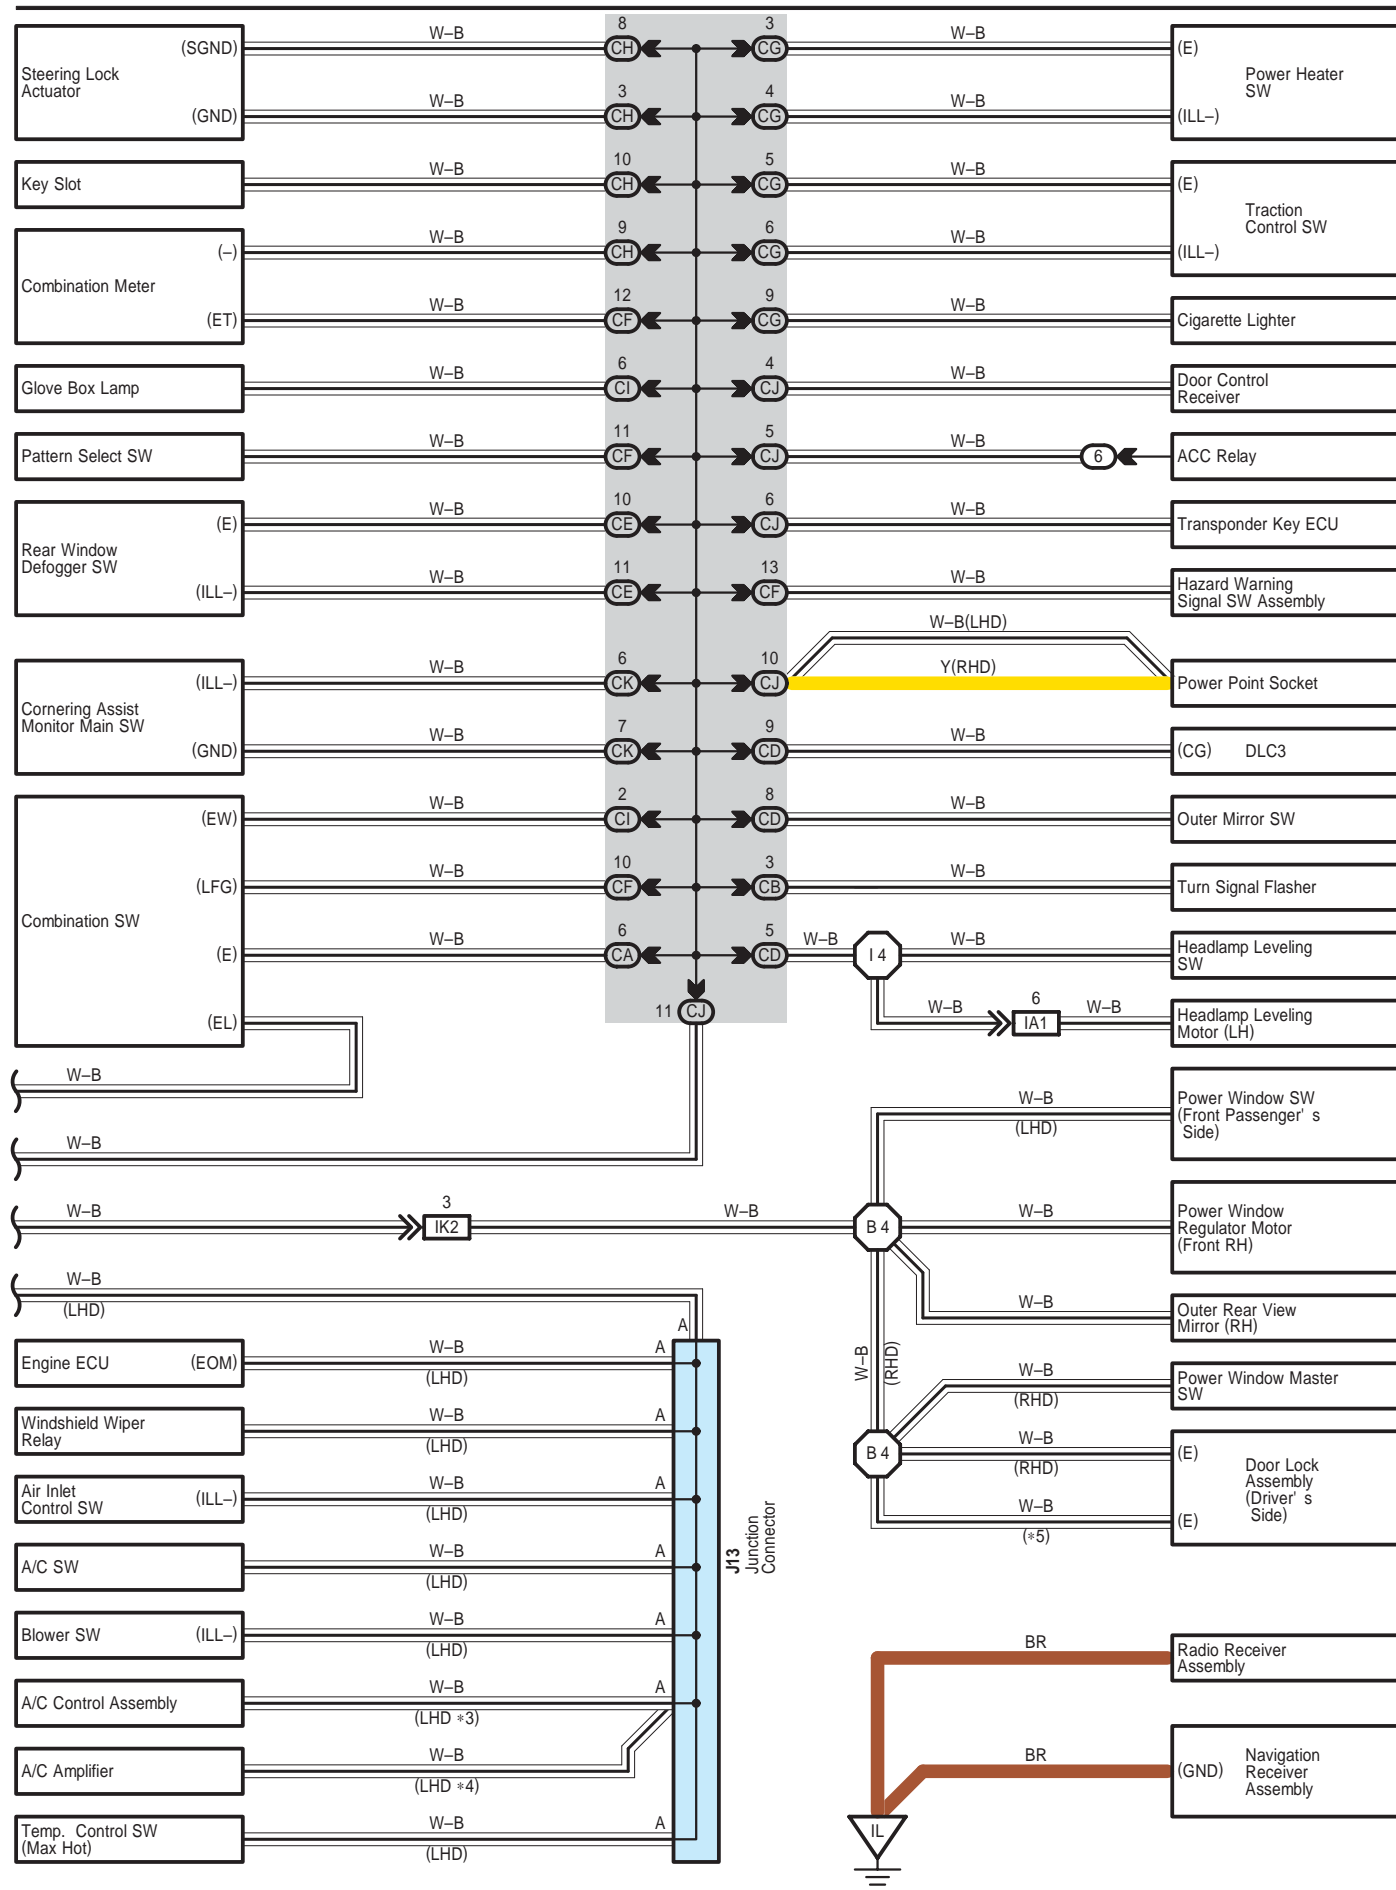 Steering Lock
Actuator
(SGND) W–B 8 CH 3 CG W–B (E)
Power Heater
SW
(GND) W–B 3 CH 4 CG W–B (ILL–)
Key Slot W–B 10 CH 5 CG W–B (E)
Traction
Control SW
Combination Meter
(–) W–B 9 CH 6 CG W–B (ILL–)
(ET) W–B 12 CF 9 CG W–B Cigarette Lighter
Glove Box Lamp W–B 6 CI 4 CJ W–B Door Control
Receiver
Pattern Select SW W–B 11 CF 5 CJ W–B 6 ACC Relay
Rear Window
Defogger SW
(E) W–B 10 CE 6 CJ W–B Transponder Key ECU
(ILL–) W–B 11 CE 13 CF W–B Hazard Warning
Signal SW Assembly
W–B(LHD)
Cornering Assist
Monitor Main SW
(ILL–) W–B 6 CK 10 CJ Y(RHD) Power Point Socket
(GND) W–B 7 CK 9 CD W–B (CG) DLC3
Combination SW
(EW) W–B 2 CI 8 CD W–B Outer Mirror SW
(LFG) W–B 10 CF 3 CB W–B Turn Signal Flasher
(E) W–B 6 CA 5 CD W–B I 4 W–B Headlamp Leveling
SW
(EL) 11 CJ W–B 6 IA1 W–B Headlamp Leveling
Motor (LH)
W–B
W–B
(LHD)
Power Window SW
(Front Passenger' s
Side)
W–B
W–B 3 IK2 W–B B 4 W–B Power Window
Regulator Motor
(Front RH)
W–B
(LHD)
A
W–B Outer Rear View
Mirror (RH)
W–B
(RHD)
Engine ECU (EOM) W–B A
(LHD)
W–B
(RHD)
Power Window Master
SW
Windshield Wiper
Relay
W–B A
(LHD)
B 4 W–B
(RHD)
(E)
Door Lock
Assembly
(Driver' s
Side)
Air Inlet
Control SW
(ILL–) W–B A
(LHD)
W–B
(∗5)
(E)
A/C SW W–B A
(LHD)
J13
Junction
Connector
Blower SW (ILL–) W–B A
(LHD)
BR Radio Receiver
Assembly
A/C Control Assembly W–B A
(LHD ∗3)
A/C Amplifier W–B
(LHD ∗4)
BR (GND) Navigation
Receiver
Assembly
Temp. Control SW
(Max Hot)
W–B A
(LHD)
IL